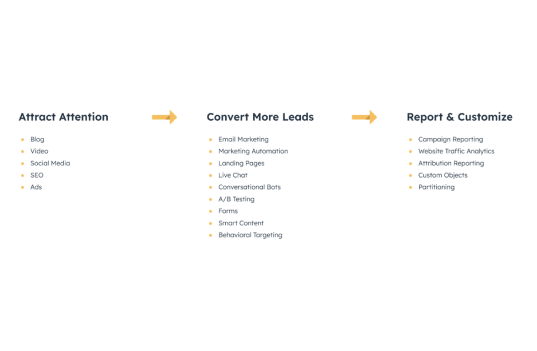 Attract Attention
Blog
Video
Social Media
SEO
Ads
Convert More Leads
Email Marketing
Marketing Automation
Landing Pages
Live Chat
Conversational Bots
A/B Testing
Forms
Smart Content
Behavioral Targeting
Report & Customize
Campaign Reporting
Website Traffic Analytics
Attribution Reporting
Custom Objects
Partitioning